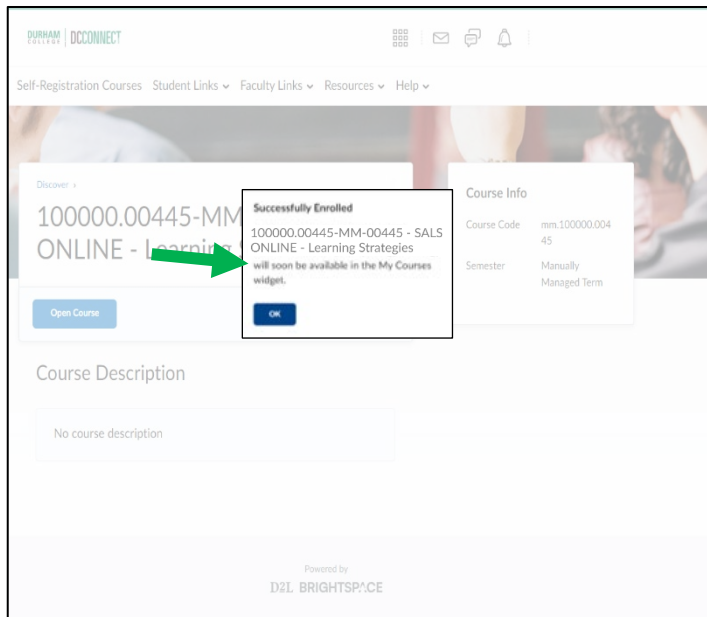 DURHAM COLLEGE | DCCONNECT
Self-Registration Courses Student Links Faculty Links Resources Help
Discover ›
100000.00445-MM
ONLINE - Learning S
Open Course
Successfully Enrolled
100000.00445-MM-00445 - SALS
ONLINE - Learning Strategies
will soon be available in the My Courses
widget.
OK
Course Info
Course Code mm.100000.004
45
Semester Manually
Managed Term
Course Description
No course description
Powered by
D2L BRIGHTSPACE